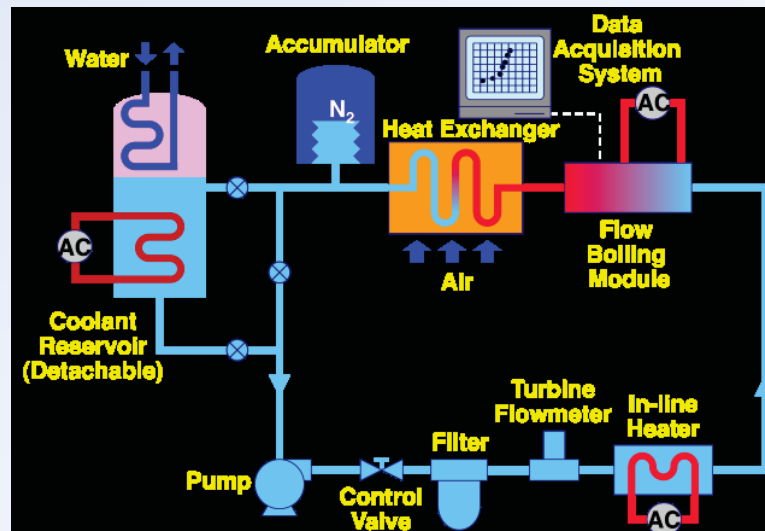 Water
Accumulator
N2
Data
Acquisition
System
AC
Heat Exchanger
AC
Flow
Boiling
Module
Air
Coolant
Reservoir
(Detachable)
Turbine
Flowmeter
In-line
Heater
Filter
Pump
Control
Valve
AC